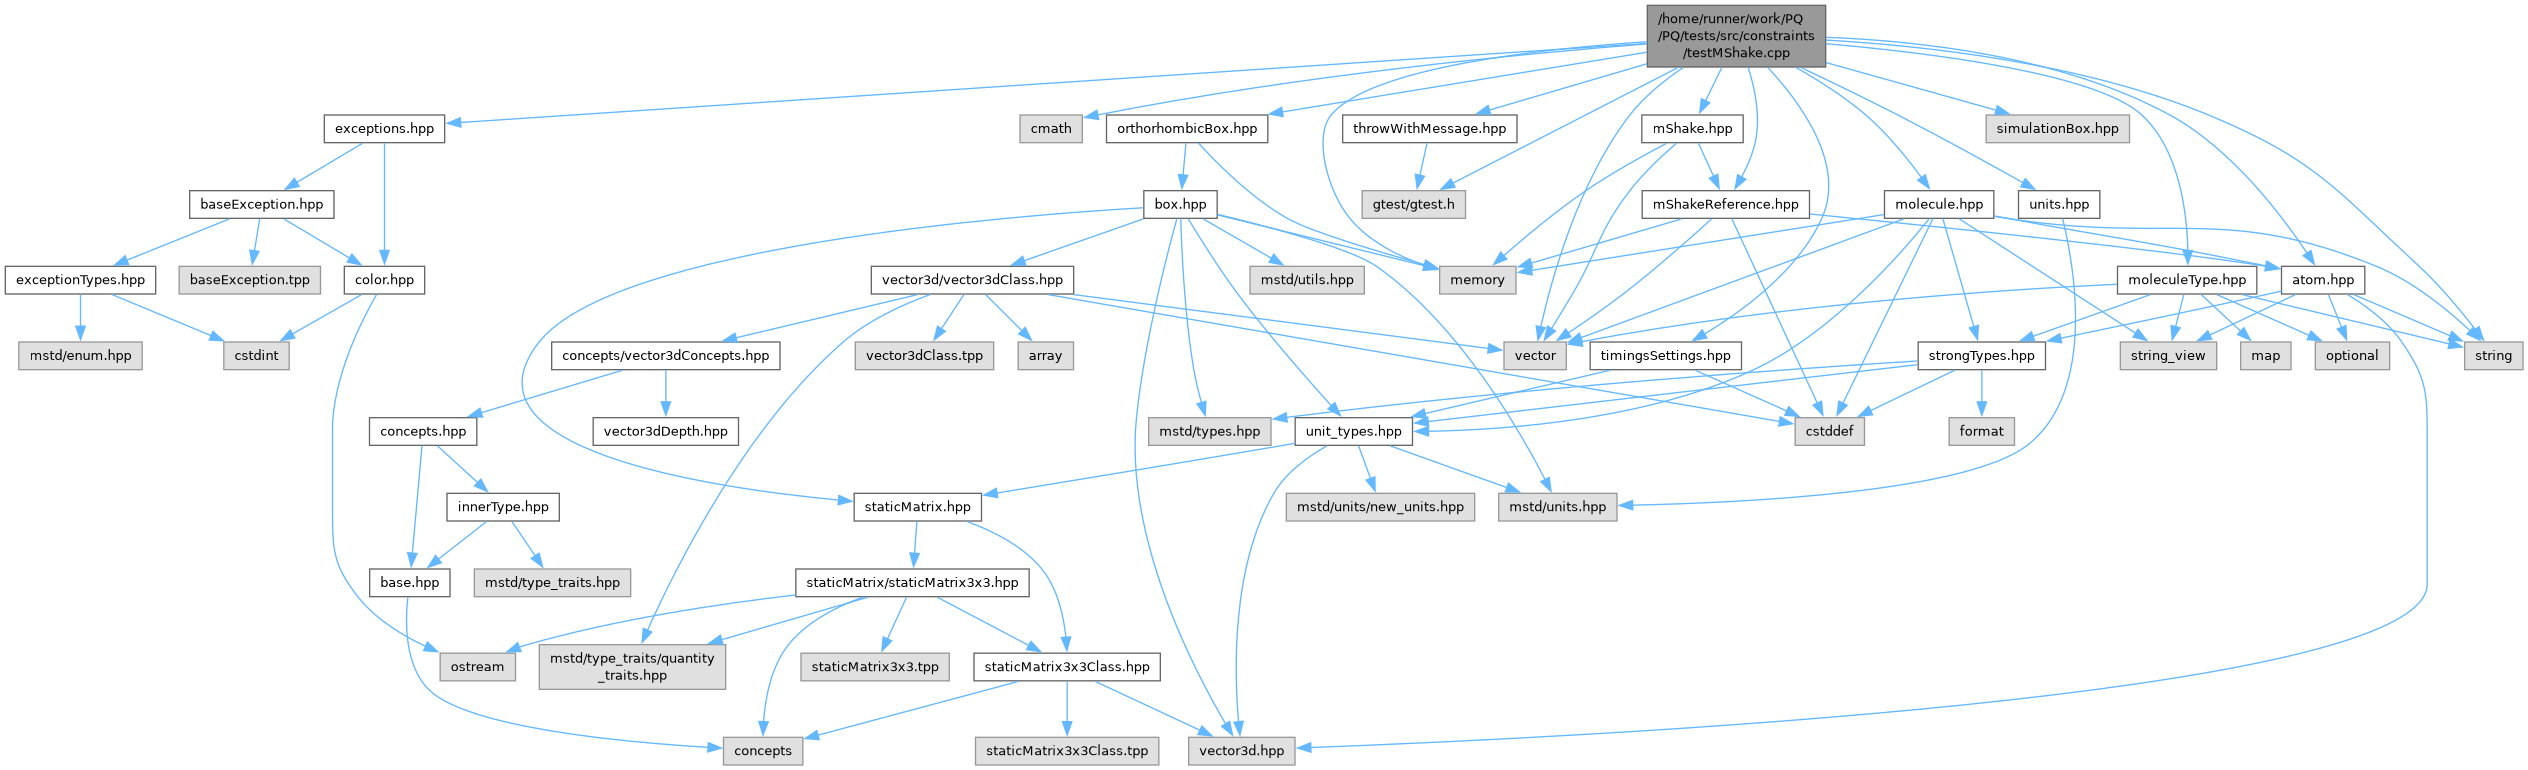 /home/runner/work/PQ
/PQ/tests/src/constraints
/testMShake.cpp
exceptions.hpp
cmath
orthorhombicBox.hpp
throwWithMessage.hpp
mShake.hpp
simulationBox.hpp
baseException.hpp
box.hpp
gtest/gtest.h
mShakeReference.hpp
molecule.hpp
units.hpp
exceptionTypes.hpp
baseException.tpp
color.hpp
vector3d/vector3dClass.hpp
mstd/utils.hpp
memory
moleculeType.hpp
atom.hpp
mstd/enum.hpp
cstdint
concepts/vector3dConcepts.hpp
vector3dClass.tpp
array
vector
timingsSettings.hpp
strongTypes.hpp
string_view
map
optional
string
concepts.hpp
vector3dDepth.hpp
mstd/types.hpp
unit_types.hpp
cstddef
format
innerType.hpp
staticMatrix.hpp
mstd/units/new_units.hpp
mstd/units.hpp
base.hpp
mstd/type_traits.hpp
staticMatrix/staticMatrix3x3.hpp
ostream
mstd/type_traits/quantity
_traits.hpp
staticMatrix3x3.tpp
staticMatrix3x3Class.hpp
concepts
staticMatrix3x3Class.tpp
vector3d.hpp